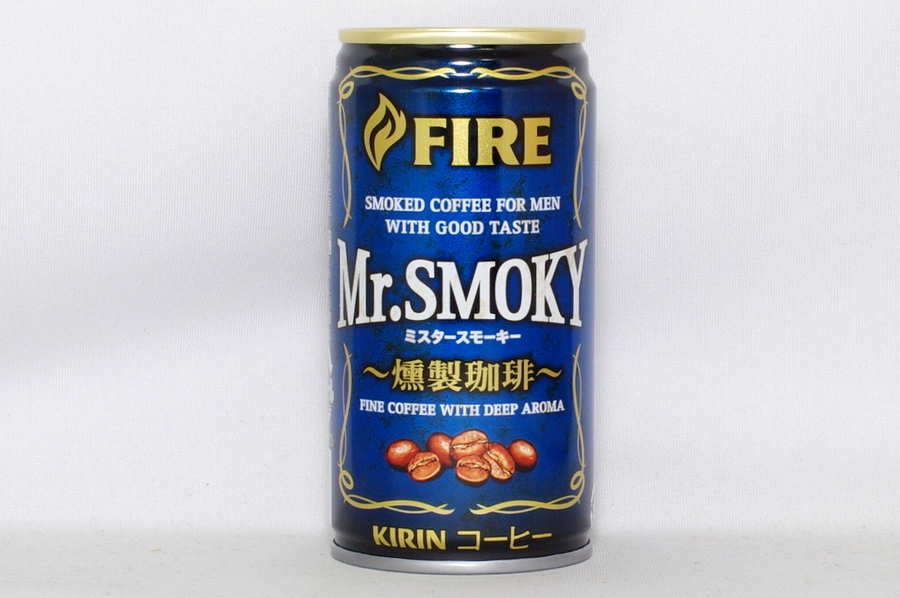 FIRE
SMOKED COFFEE FOR MEN
WITH GOOD TASTE
Mr.SMOKY
ミスタースモーキー
〜燻製珈琲〜
FINE COFFEE WITH DEEP AROMA
KIRIN コーヒー